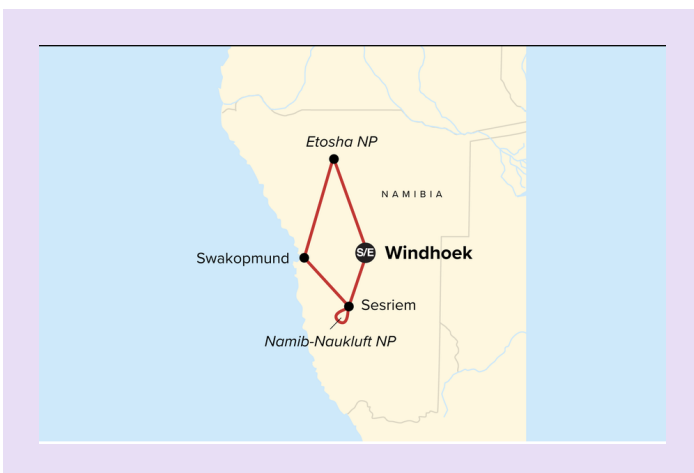 Etosha NP
NAMIBIA
S/E Windhoek
Swakopmund
Sesriem
Namib-Naukluft NP